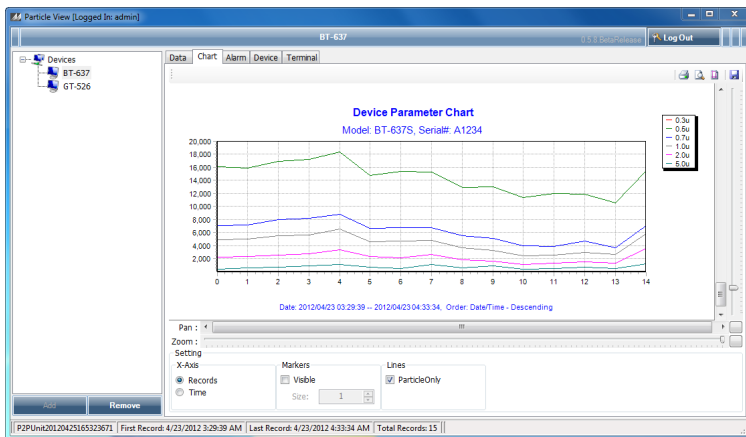 Particle View [Logged In: admin]
BT-637
0.5.6.BetaRelease
Log Out
Devices
BT-637
GT-526
Data Chart Alarm Device Terminal
Device Parameter Chart
Model: BT-637S, Serial#: A1234
0.3u
0.5u
0.7u
1.0u
2.0u
5.0u
20,000
18,000
16,000
14,000
12,000
10,000
8,000
6,000
4,000
2,000
0 1 2 3 4 5 6 7 8 9 10 11 12 13 14
Date: 2012/04/23 03:29:39 -- 2012/04/23 04:33:34, Order: Date/Time - Descending
Pan :
Zoom :
Setting
X-Axis Markers Lines
Records Visible ParticleOnly
Time Size: 1
Add Remove
P2PUnit20120425165323671 First Record: 4/23/2012 3:29:39 AM Last Record: 4/23/2012 4:33:34 AM Total Records: 15